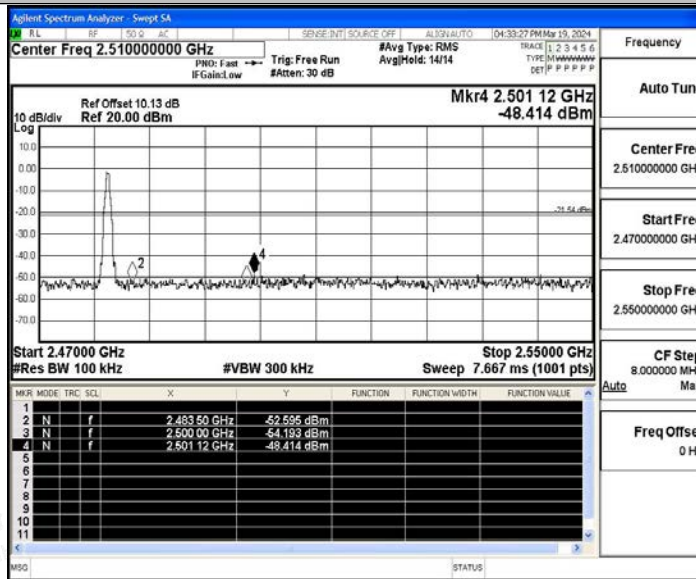 Agilent Spectrum Analyzer - Swept SA
RL RF 50 Ω AC SENSE:INT SOURCE OFF ALIGN AUTO 04:33:27 PM Mar 19, 2024
Center Freq 2.510000000 GHz
PNO: Fast
IFGain:Low
Trig: Free Run
#Atten: 30 dB
#Avg Type: RMS
Avg|Hold: 14/14
TRACE 1 2 3 4 5 6
TYPE MWWWWW
DET P P P P P P
Ref Offset 10.13 dB
Ref 20.00 dBm
10 dB/div
Log
Mkr4 2.501 12 GHz
-48.414 dBm
10.0
0.00
-10.0
-20.0
-30.0
-40.0
-50.0
-60.0
-70.0
-21.54 dBm
2
4
Start 2.47000 GHz
Stop 2.55000 GHz
#Res BW 100 kHz
#VBW 300 kHz
Sweep 7.667 ms (1001 pts)
MKR MODE TRC SCL X Y FUNCTION FUNCTION WIDTH FUNCTION VALUE
1
2 N f 2.483 50 GHz -52.595 dBm
3 N f 2.500 00 GHz -54.193 dBm
4 N f 2.501 12 GHz -48.414 dBm
5
6
7
8
9
10
11
MSG
STATUS
Frequency
Auto Tun
Center Fre
2.510000000 GH
Start Fre
2.470000000 GH
Stop Fre
2.550000000 GH
CF Step
8.000000 MH
Auto Ma
Freq Offse
0 H